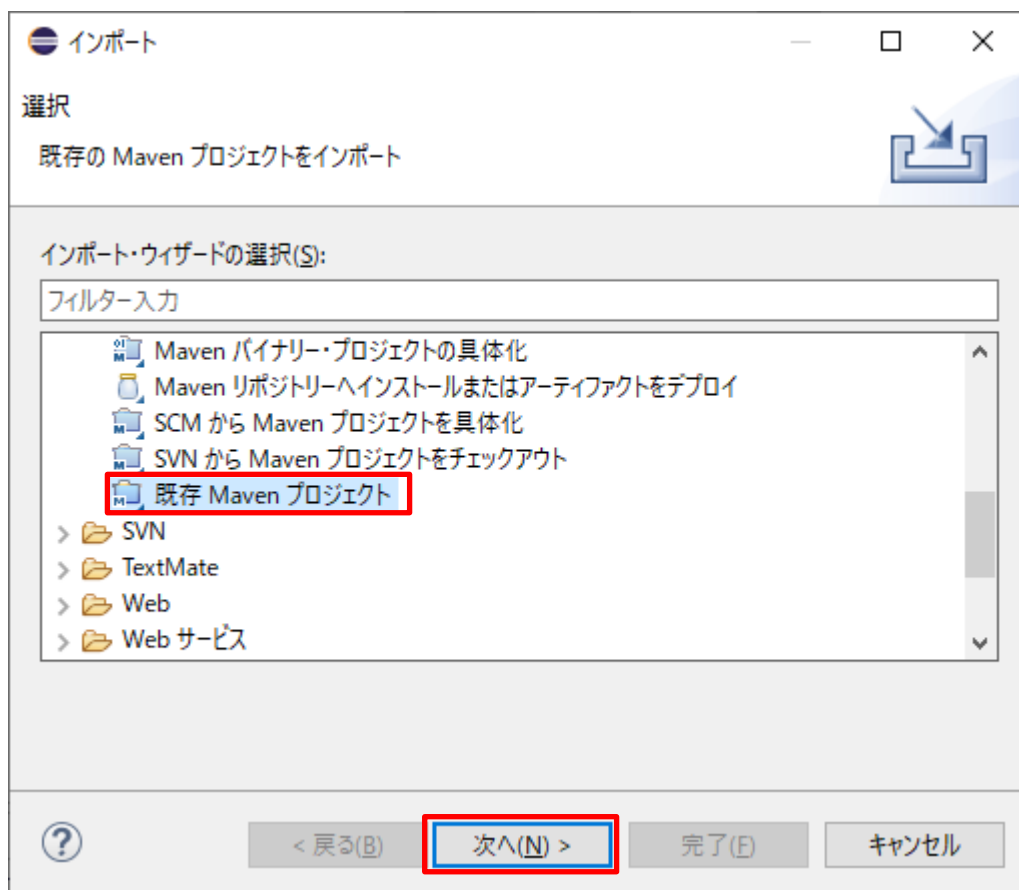 インポート
選択
既存の Maven プロジェクトをインポート
インポート・ウィザードの選択(S):
フィルター入力
Maven バイナリー・プロジェクトの具体化
Maven リポジトリーへインストールまたはアーティファクトをデプロイ
SCM から Maven プロジェクトを具体化
SVN から Maven プロジェクトをチェックアウト
既存 Maven プロジェクト
SVN
TextMate
Web
Web サービス
< 戻る(B) 次へ(N) > 完了(F) キャンセル